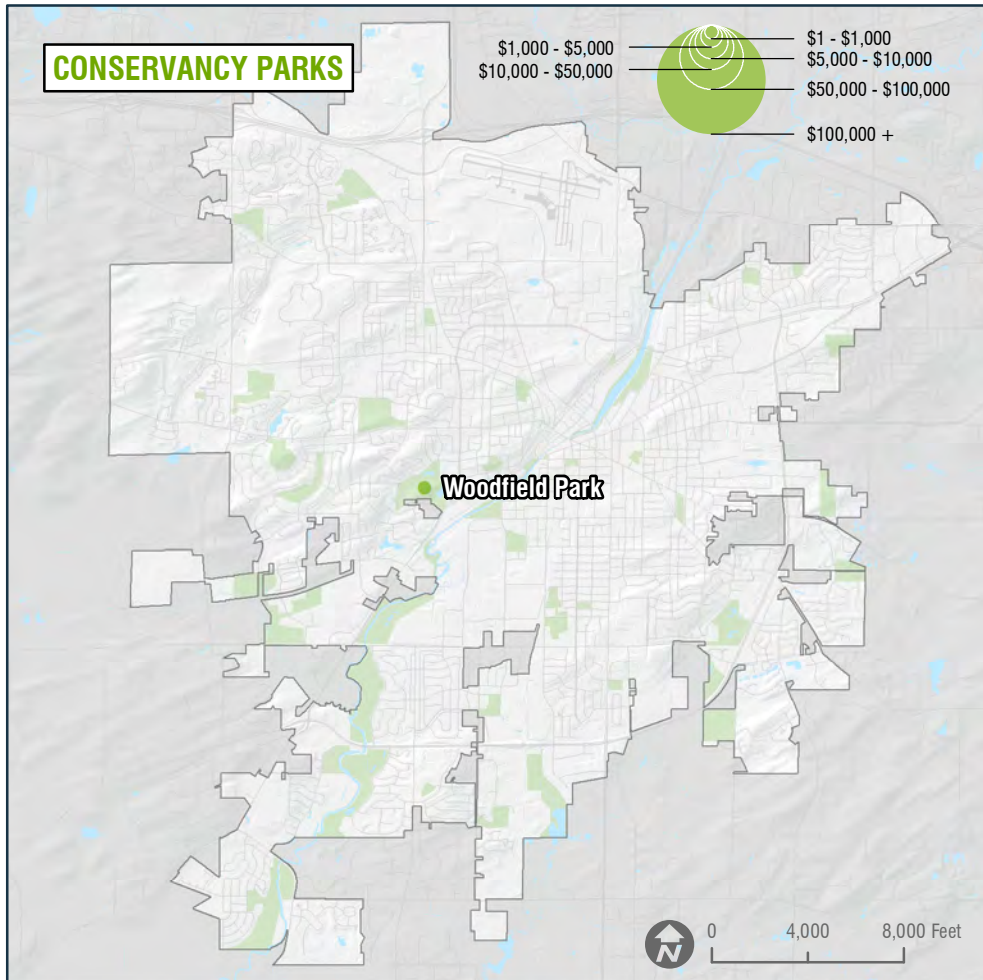 CONSERVANCY PARKS
$1 - $1,000
$1,000 - $5,000
$5,000 - $10,000
$10,000 - $50,000
$50,000 - $100,000
$100,000 +
Woodfield Park
N
0 4,000 8,000 Feet